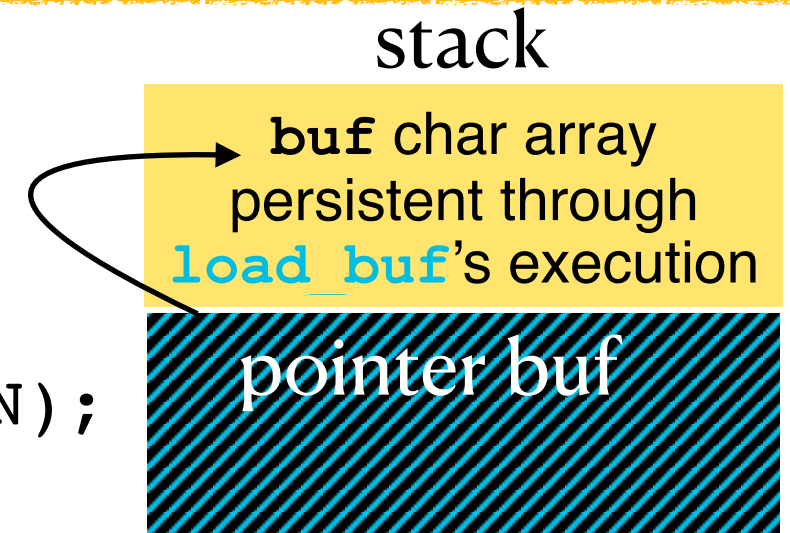 stack
buf char array
persistent through
load_buf’s execution
pointer buf
N);